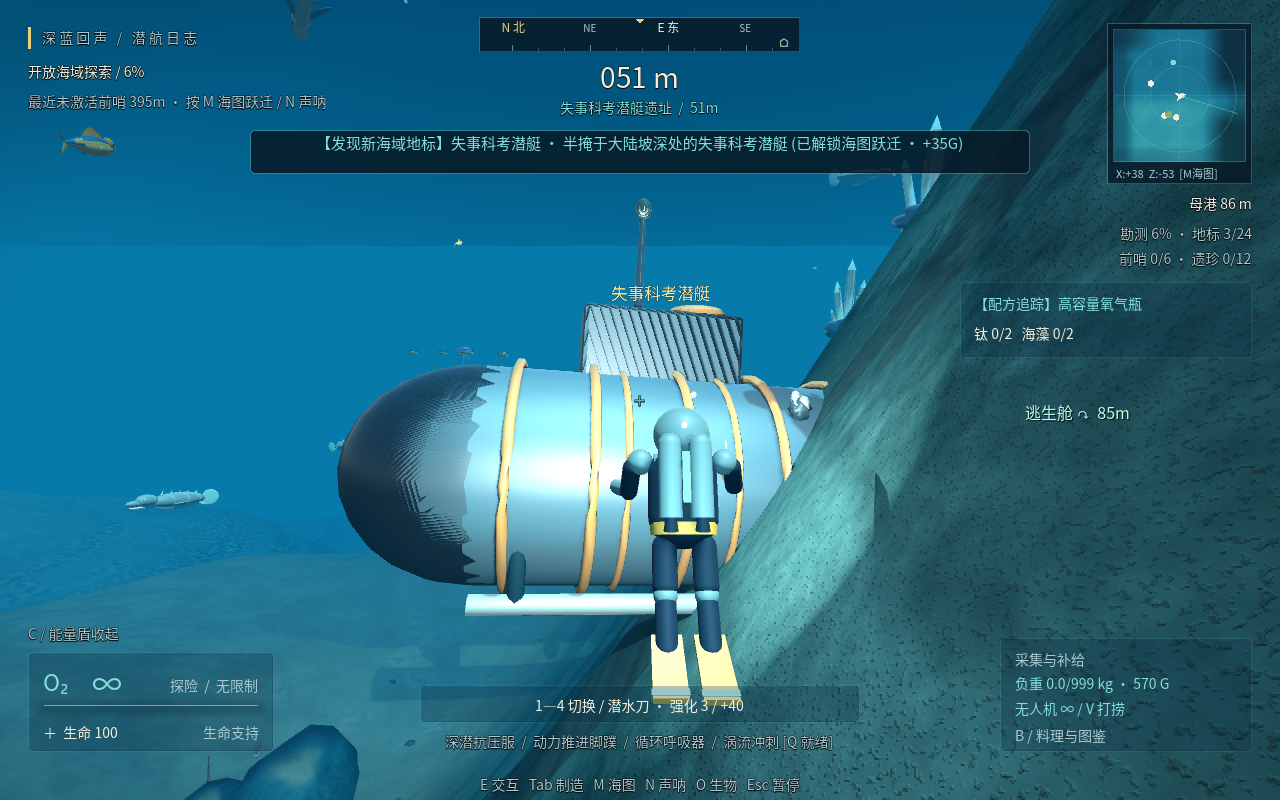 深蓝回声 / 潜航日志
开放海域探索 / 6%
最近未激活前哨 395m · 按 M 海图跃迁 / N 声呐
N 北 NE E 东 SE
051 m
失事科考潜艇遗址 / 51m
【发现新海域地标】失事科考潜艇 · 半掩于大陆坡深处的失事科考潜艇 (已解锁海图跃迁 · +35G)
X:+38 Z:-53 [M海图]
母港 86 m
勘测 6% · 地标 3/24
前哨 0/6 · 遗珍 0/12
【配方追踪】高容量氧气瓶
钛 0/2 海藻 0/2
失事科考潜艇
逃生舱 85m
C / 能量盾收起
O₂ ∞ 探险 / 无限制
+ 生命 100 生命支持
1—4 切换 / 潜水刀 · 强化 3 / +40
深潜抗压服 / 动力推进脚蹼 / 循环呼吸器 / 涡流冲刺 [Q 就绪]
E 交互 Tab 制造 M 海图 N 声呐 O 生物 Esc 暂停
采集与补给
负重 0.0/999 kg · 570 G
无人机 ∞ / V 打捞
B / 料理与图鉴